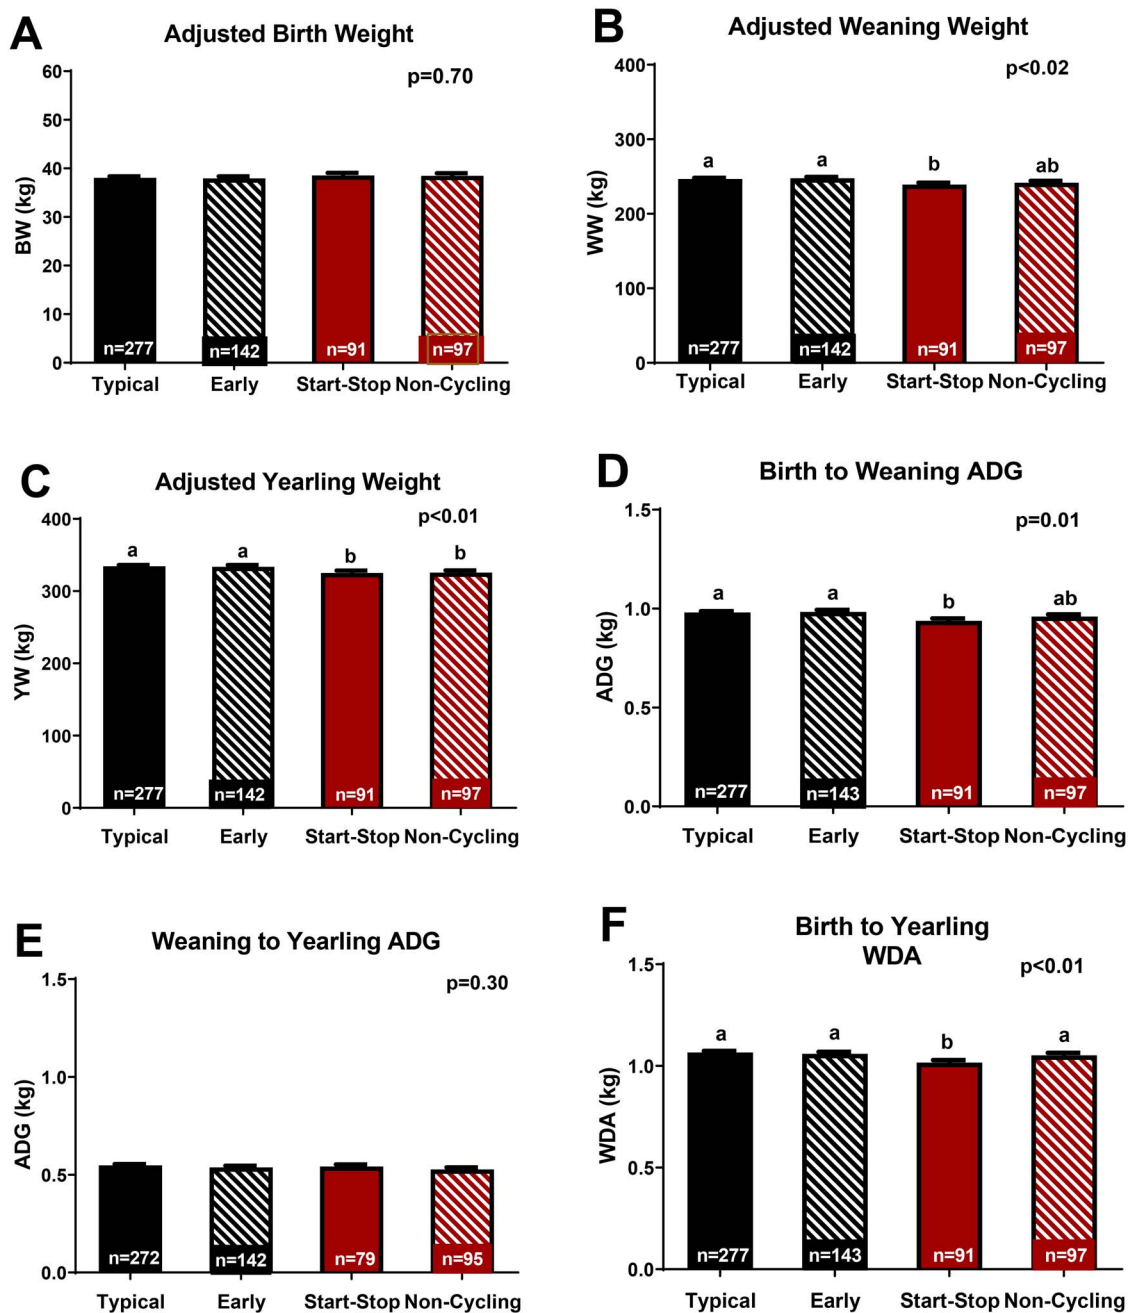 A
Adjusted Birth Weight
p=0.70
60
50
40
30
20
10
0
BW (kg)
n=277
n=142
n=91
n=97
Typical
Early
Start-Stop
Non-Cycling
B
Adjusted Weaning Weight
p<0.02
400
300
200
100
0
WW (kg)
a
a
b
ab
n=277
n=142
n=91
n=97
Typical
Early
Start-Stop
Non-Cycling
C
Adjusted Yearling Weight
p<0.01
400
300
200
100
0
YW (kg)
a
a
b
b
n=277
n=142
n=91
n=97
Typical
Early
Start-Stop
Non-Cycling
D
Birth to Weaning ADG
p=0.01
1.5
1.0
0.5
0.0
ADG (kg)
a
a
b
ab
n=277
n=143
n=91
n=97
Typical
Early
Start-Stop
Non-Cycling
E
Weaning to Yearling ADG
p=0.30
1.5
1.0
0.5
0.0
ADG (kg)
n=272
n=142
n=79
n=95
Typical
Early
Start-Stop
Non-Cycling
F
Birth to Yearling
WDA
p<0.01
1.5
1.0
0.5
0.0
WDA (kg)
a
a
b
a
n=277
n=143
n=91
n=97
Typical
Early
Start-Stop
Non-Cycling